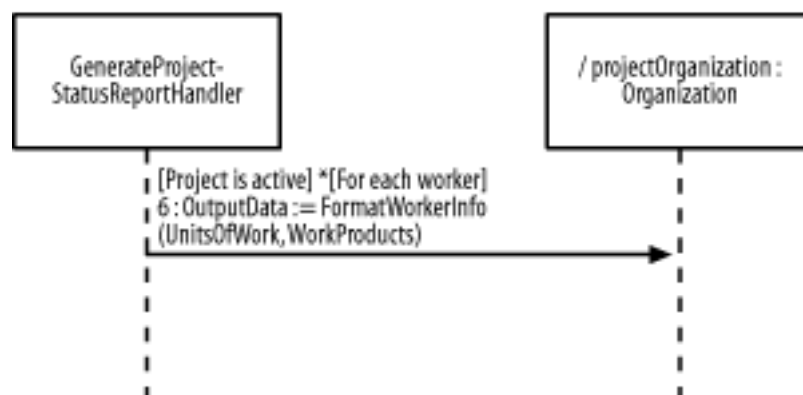 GenerateProject-
StatusReportHandler
/ projectOrganization :
Organization
[Project is active] *[For each worker]
6 : OutputData := FormatWorkerInfo
(UnitsOfWork, WorkProducts)